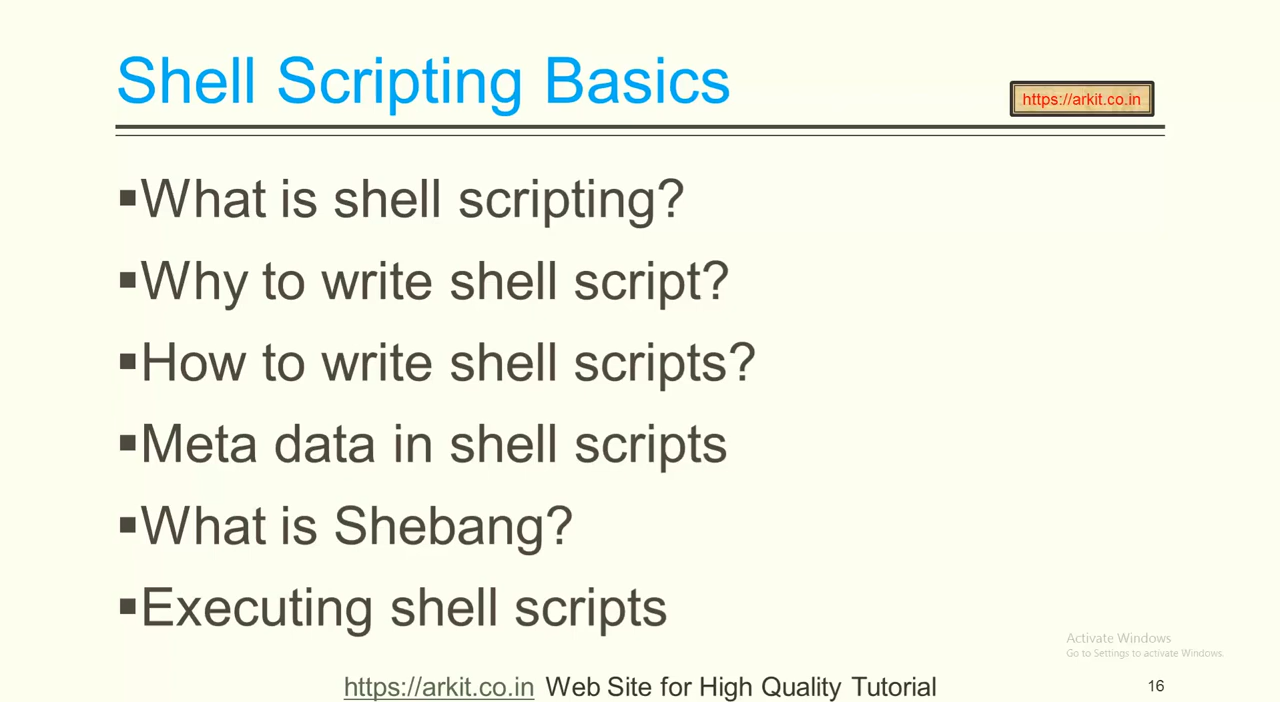 Shell Scripting Basics
https://arkit.co.in
▪What is shell scripting?
▪Why to write shell script?
▪How to write shell scripts?
▪Meta data in shell scripts
▪What is Shebang?
▪Executing shell scripts
Activate Windows
Go to Settings to activate Windows.
https://arkit.co.in Web Site for High Quality Tutorial
16